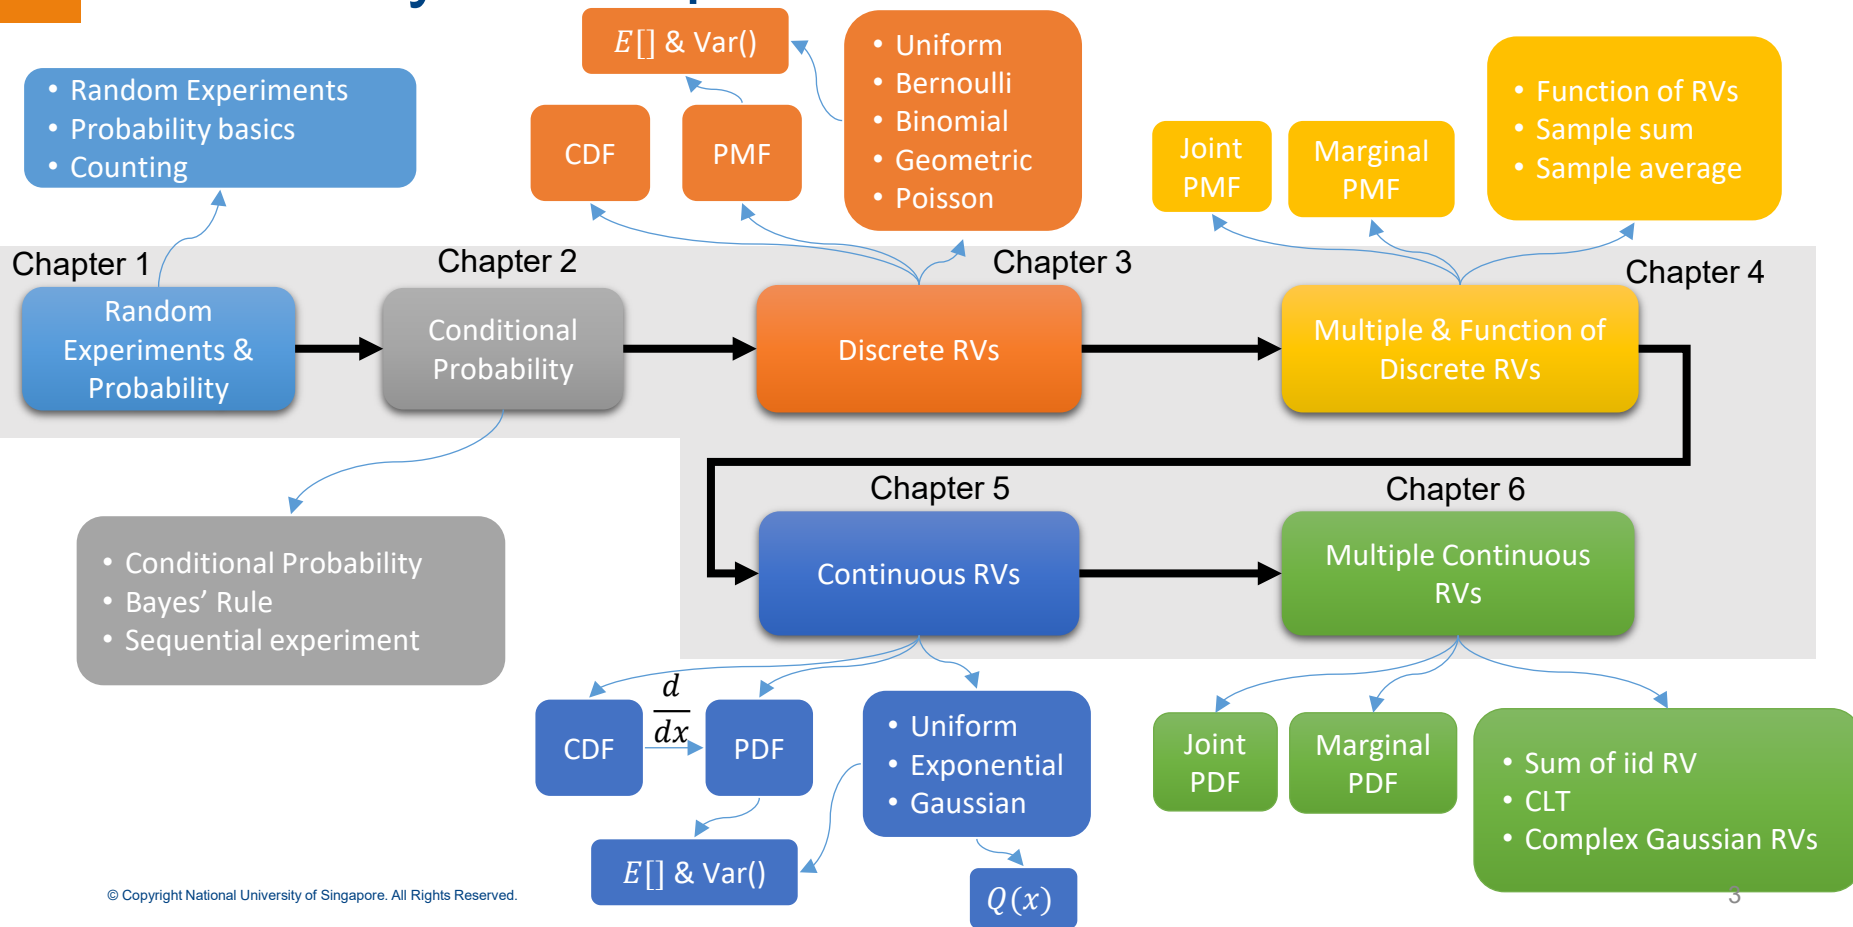 E[] & Var()
• Uniform
• Bernoulli
• Binomial
• Geometric
• Poisson
• Random Experiments
• Probability basics
• Counting
CDF
PMF
Joint
PMF
Marginal
PMF
• Function of RVs
• Sample sum
• Sample average
Chapter 1
Chapter 2
Chapter 3
Chapter 4
Random
Experiments &
Probability
Conditional
Probability
Discrete RVs
Multiple & Function of
Discrete RVs
Chapter 5
Chapter 6
Continuous RVs
Multiple Continuous
RVs
• Conditional Probability
• Bayes’ Rule
• Sequential experiment
CDF
d
dx
PDF
• Uniform
• Exponential
• Gaussian
E[] & Var()
Q(x)
Joint
PDF
Marginal
PDF
• Sum of iid RV
• CLT
• Complex Gaussian RVs
© Copyright National University of Singapore. All Rights Reserved.
3